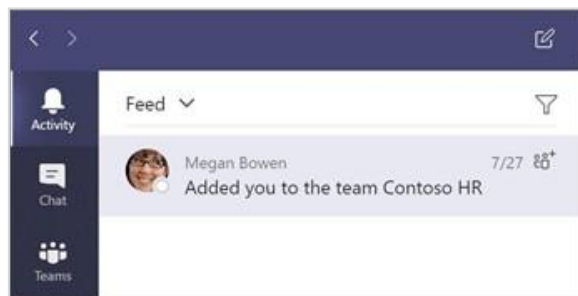 Activity
Feed
Megan Bowen 7/27
Added you to the team Contoso HR
Chat
Teams